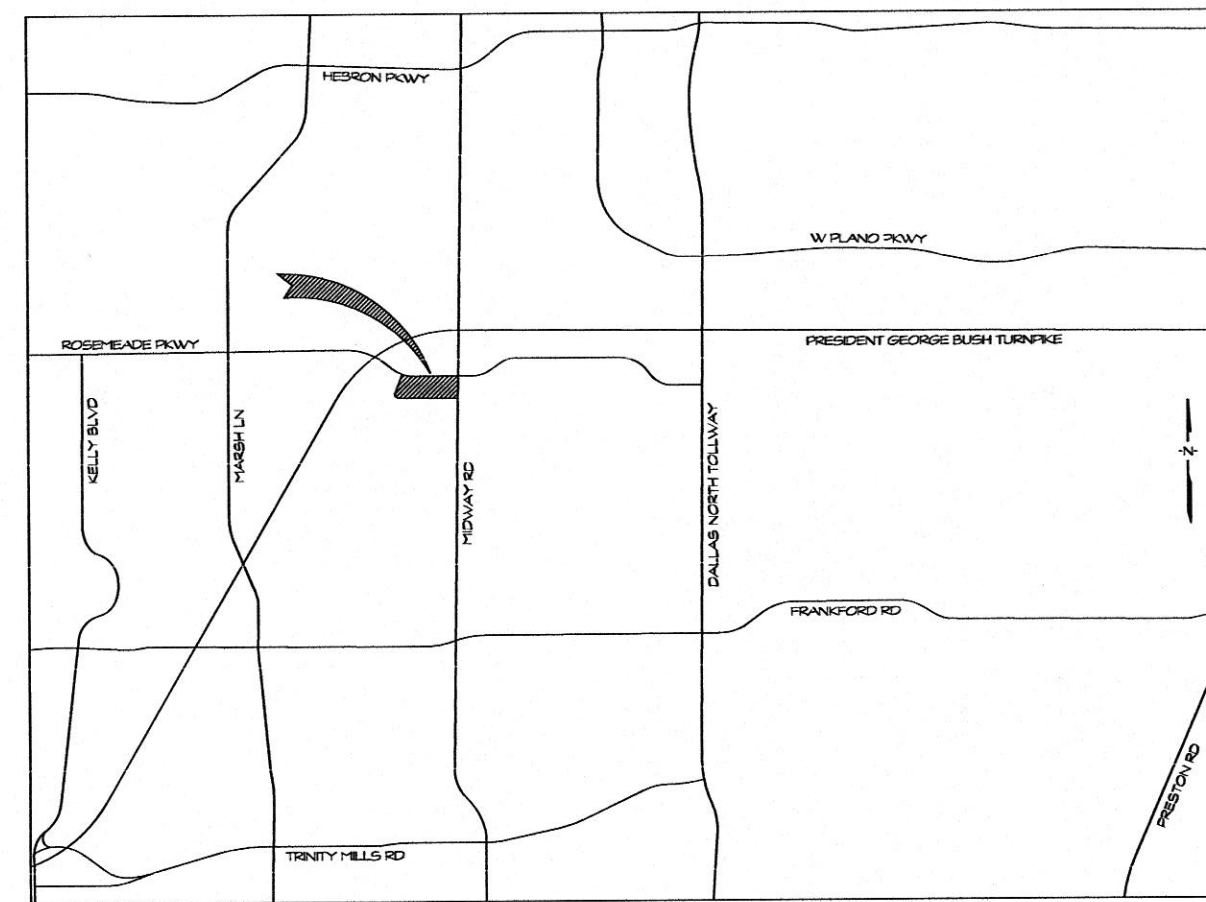 HEBRON PKWY
W PLANO PKWY
ROSEMEADE PKWY
PRESIDENT GEORGE BUSH TURNPIKE
KELLY BLVD
MARSH LN
MIDWAY RD
DALLAS NORTH TOLLWAY
-N-
FRANKFORD RD
PRESTON RD
TRINITY MILLS RD